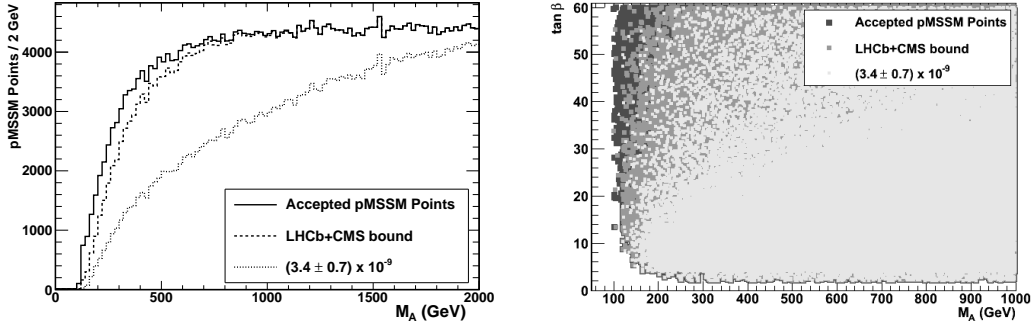 pMSSM Points / 2 GeV
4000
3000
2000
1000
0
Accepted pMSSM Points
LHCb+CMS bound
(3.4 ± 0.7) x 10-9
0 500 1000 1500 2000
MA (GeV)
tan β
60
50
40
30
20
10
0
Accepted pMSSM Points
LHCb+CMS bound
(3.4 ± 0.7) x 10-9
100 200 300 400 500 600 700 800 900 1000
MA (GeV)